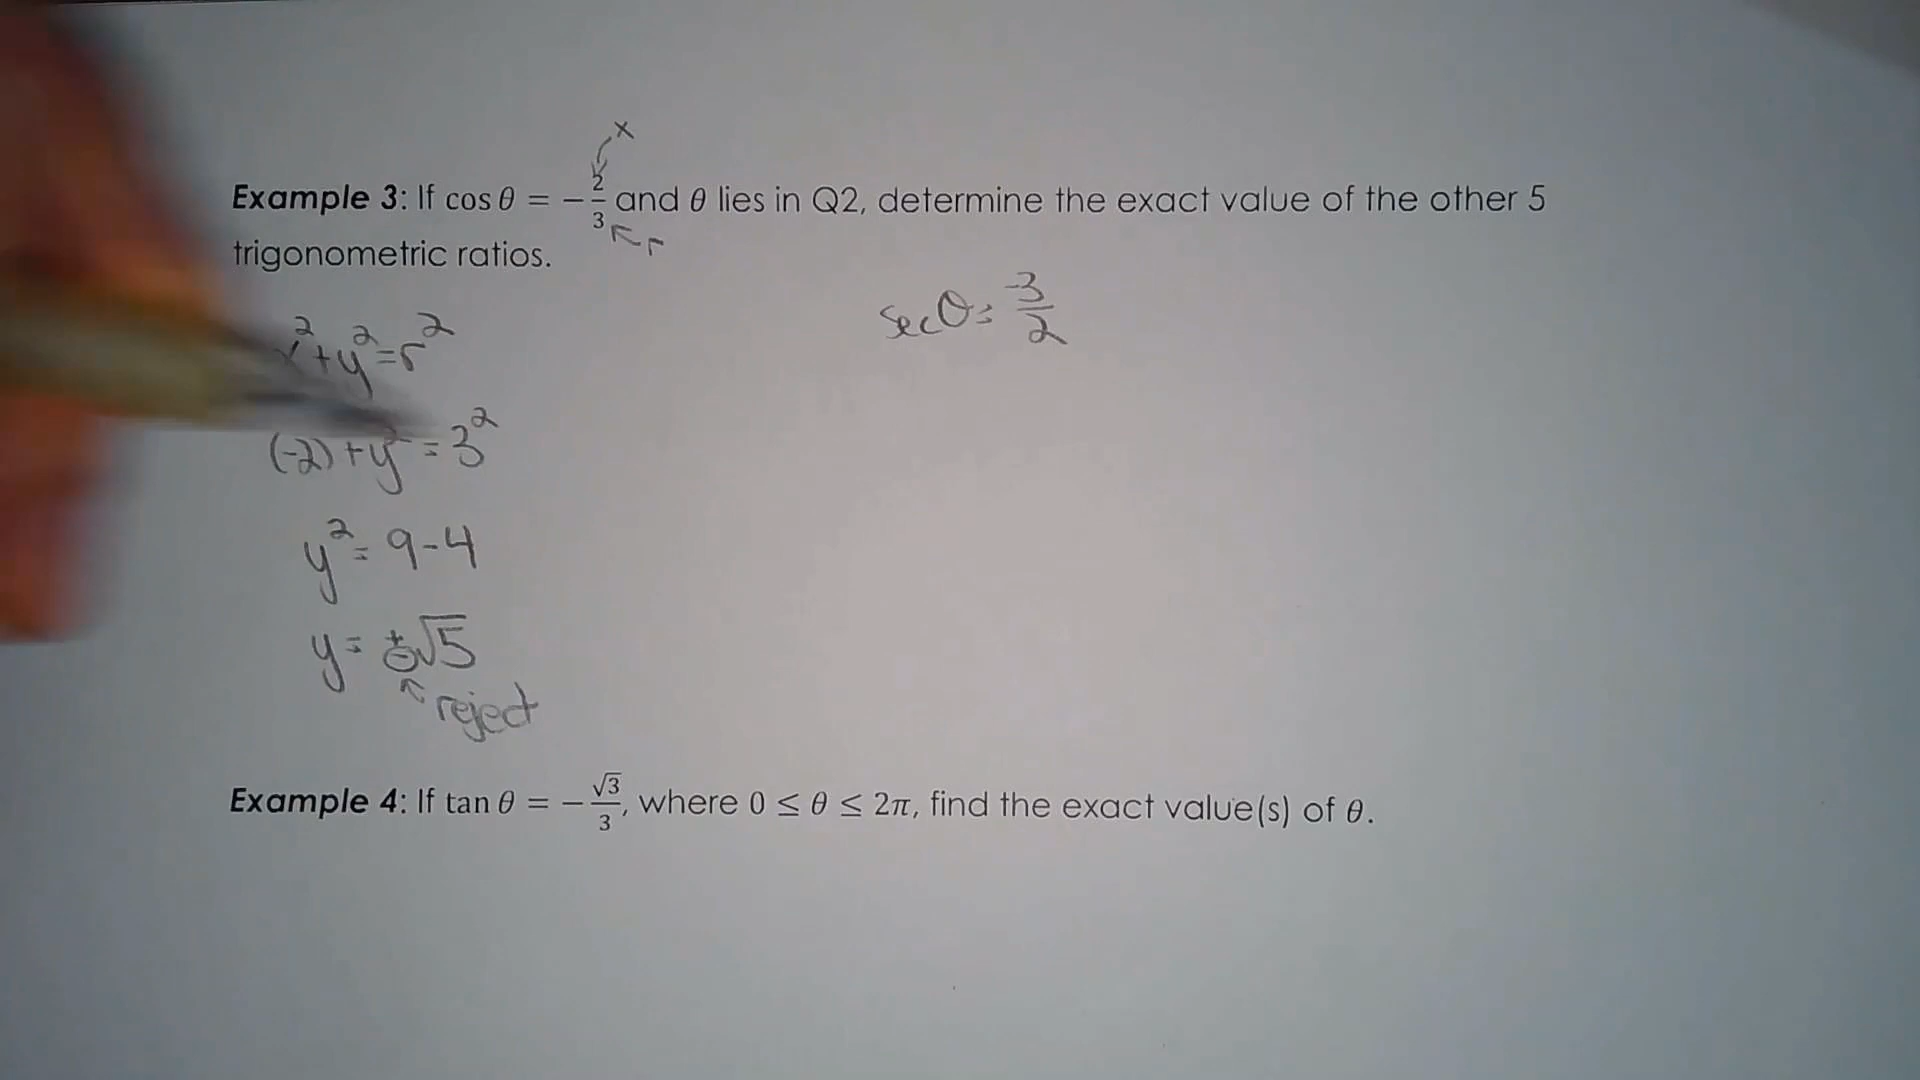 x
Example 3: If cos θ = −2/3 and θ lies in Q2, determine the exact value of the other 5
r
trigonometric ratios.
secθ = -3/2
x²+y²=r²
(-2)+y²=3²
y²=9-4
y=±√5
reject
Example 4: If tan θ = −√3/3, where 0 ≤ θ ≤ 2π, find the exact value(s) of θ.